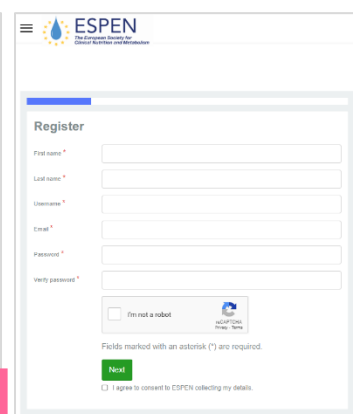 ESPEN
The European Society for
Clinical Nutrition and Metabolism
Register
First name *
Last name *
Username *
Email *
Password *
Verify password *
I'm not a robot
reCAPTCHA
Privacy - Terms
Fields marked with an asterisk (*) are required.
Next
I agree to consent to ESPEN collecting my details.